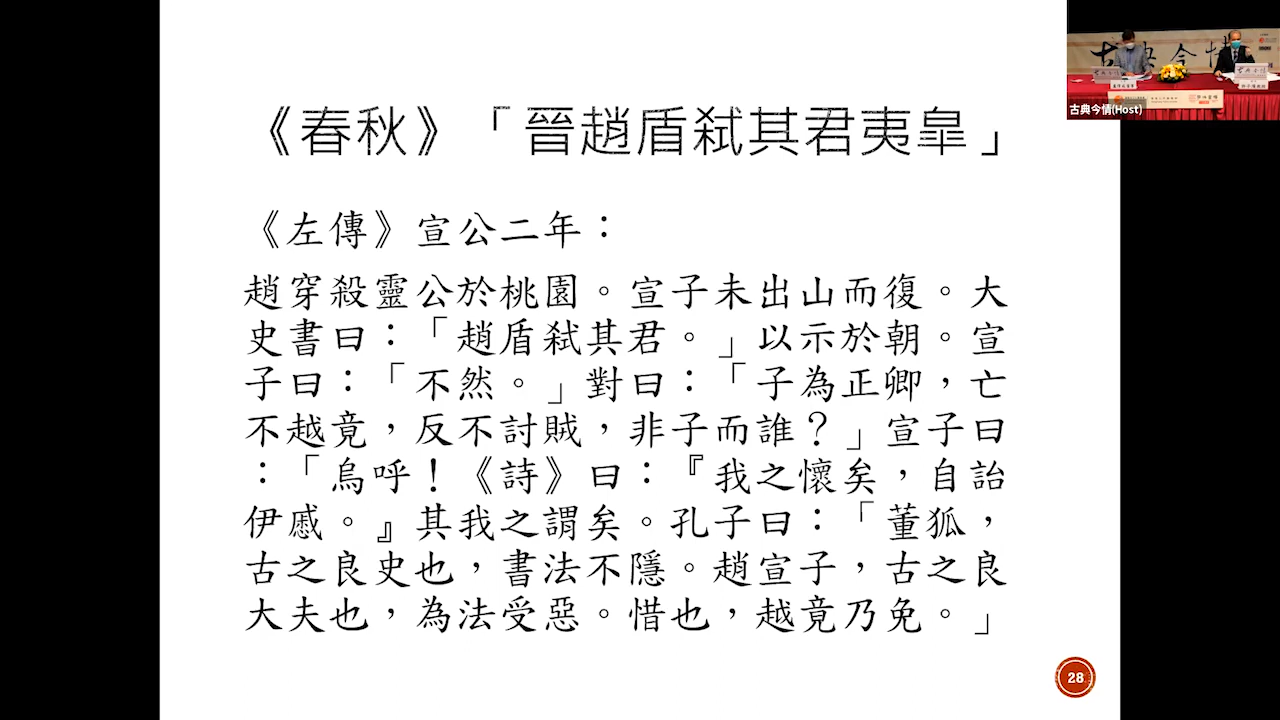 《春秋》「晉趙盾弒其君夷臯」
《左傳》宣公二年：
趙穿殺靈公於桃園。宣子未出山而復。大
史書曰：「趙盾弒其君。」以示於朝。宣
子曰：「不然。」對曰：「子為正卿，亡
不越竟，反不討賊，非子而誰？」宣子曰
：「烏呼！《詩》曰：『我之懷矣，自詒
伊慼。』其我之謂矣。孔子曰：「董狐，
古之良史也，書法不隱。趙宣子，古之良
大夫也，為法受惡。惜也，越竟乃免。」
28
古典今情
古典今情(Host)